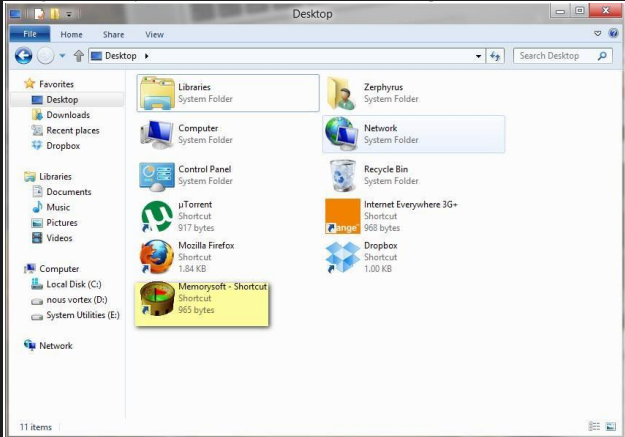 Desktop
File Home Share View
Desktop
Search Desktop
Favorites
Desktop
Downloads
Recent places
Dropbox
Libraries
Documents
Music
Pictures
Videos
Computer
Local Disk (C:)
nous vortex (D:)
System Utilities (E:)
Network
Libraries
System Folder
Zerphyrus
System Folder
Computer
System Folder
Network
System Folder
Control Panel
System Folder
Recycle Bin
System Folder
µTorrent
Shortcut
917 bytes
Internet Everywhere 3G+
Shortcut
968 bytes
ange
Mozilla Firefox
Shortcut
1.84 KB
Dropbox
Shortcut
1.00 KB
Memorysoft - Shortcut
Shortcut
965 bytes
11 items